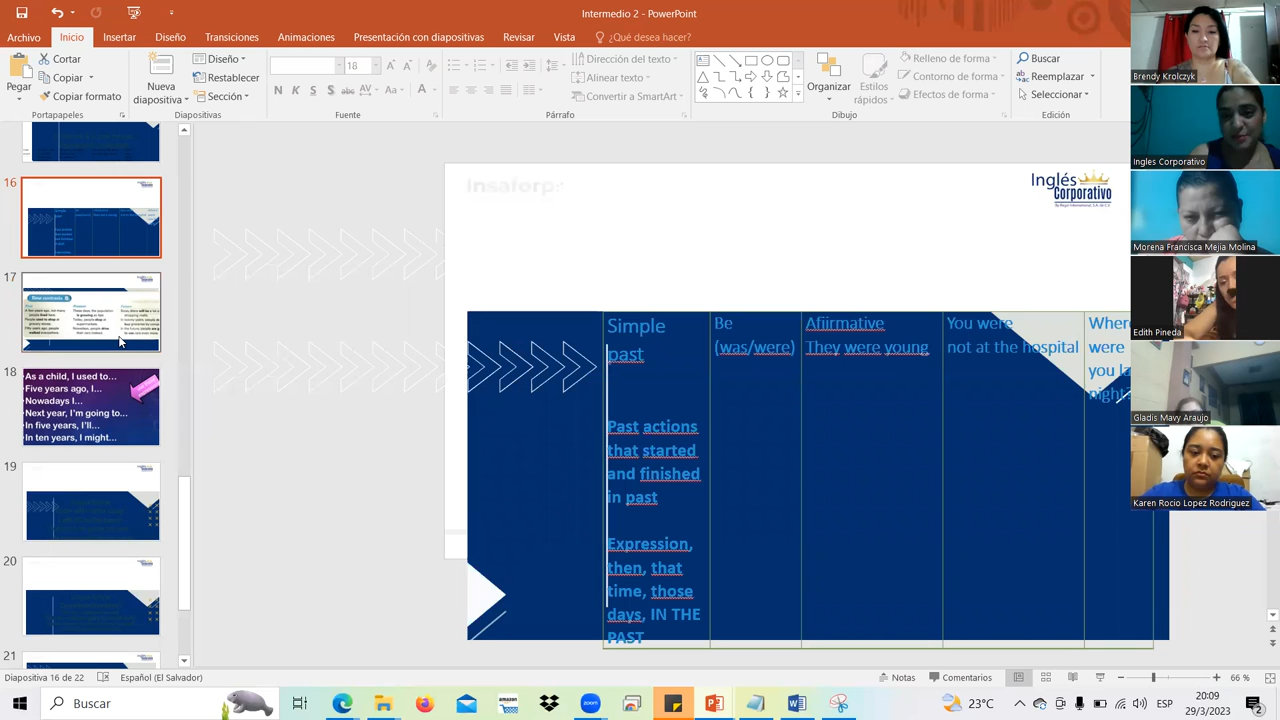 Intermedio 2 - PowerPoint
Archivo Inicio Insertar Diseño Transiciones Animaciones Presentación con diapositivas Revisar Vista ¿Qué desea hacer?
Pegar
Cortar
Copiar
Copiar formato
Portapapeles
Nueva
diapositiva
Diseño
Restablecer
Sección
Diapositivas
18
N K S
Fuente
Dirección del texto
Alinear texto
Convertir a SmartArt
Párrafo
Organizar
Estilos
rápidos
Relleno de forma
Contorno de forma
Efectos de forma
Dibujo
Buscar
Reemplazar
Seleccionar
Edición
Brendy Krolczyk
Ingles Corporativo
Morena Francisca Mejia Molina
Edith Pineda
Gladis Mavy Araujo
Karen Rocio Lopez Rodriguez
16
17
18
As a child, I used to...
Five years ago, I...
Nowadays I...
Next year, I'm going to...
In five years, I'll...
In ten years, I might...
19
20
21
Insaforp
Inglés
Corporativo
Simple
past
Past actions
that started
and finished
in past
Expression,
then, that
time, those
days, IN THE
PAST
Be
(was/were)
Afiirmative
They were young
You were
not at the hospital
were
Diapositiva 16 de 22
Español (El Salvador)
Notas
Comentarios
66 %
Buscar
amazon
zoom
23°C
ESP
20:09
29/3/2023
2